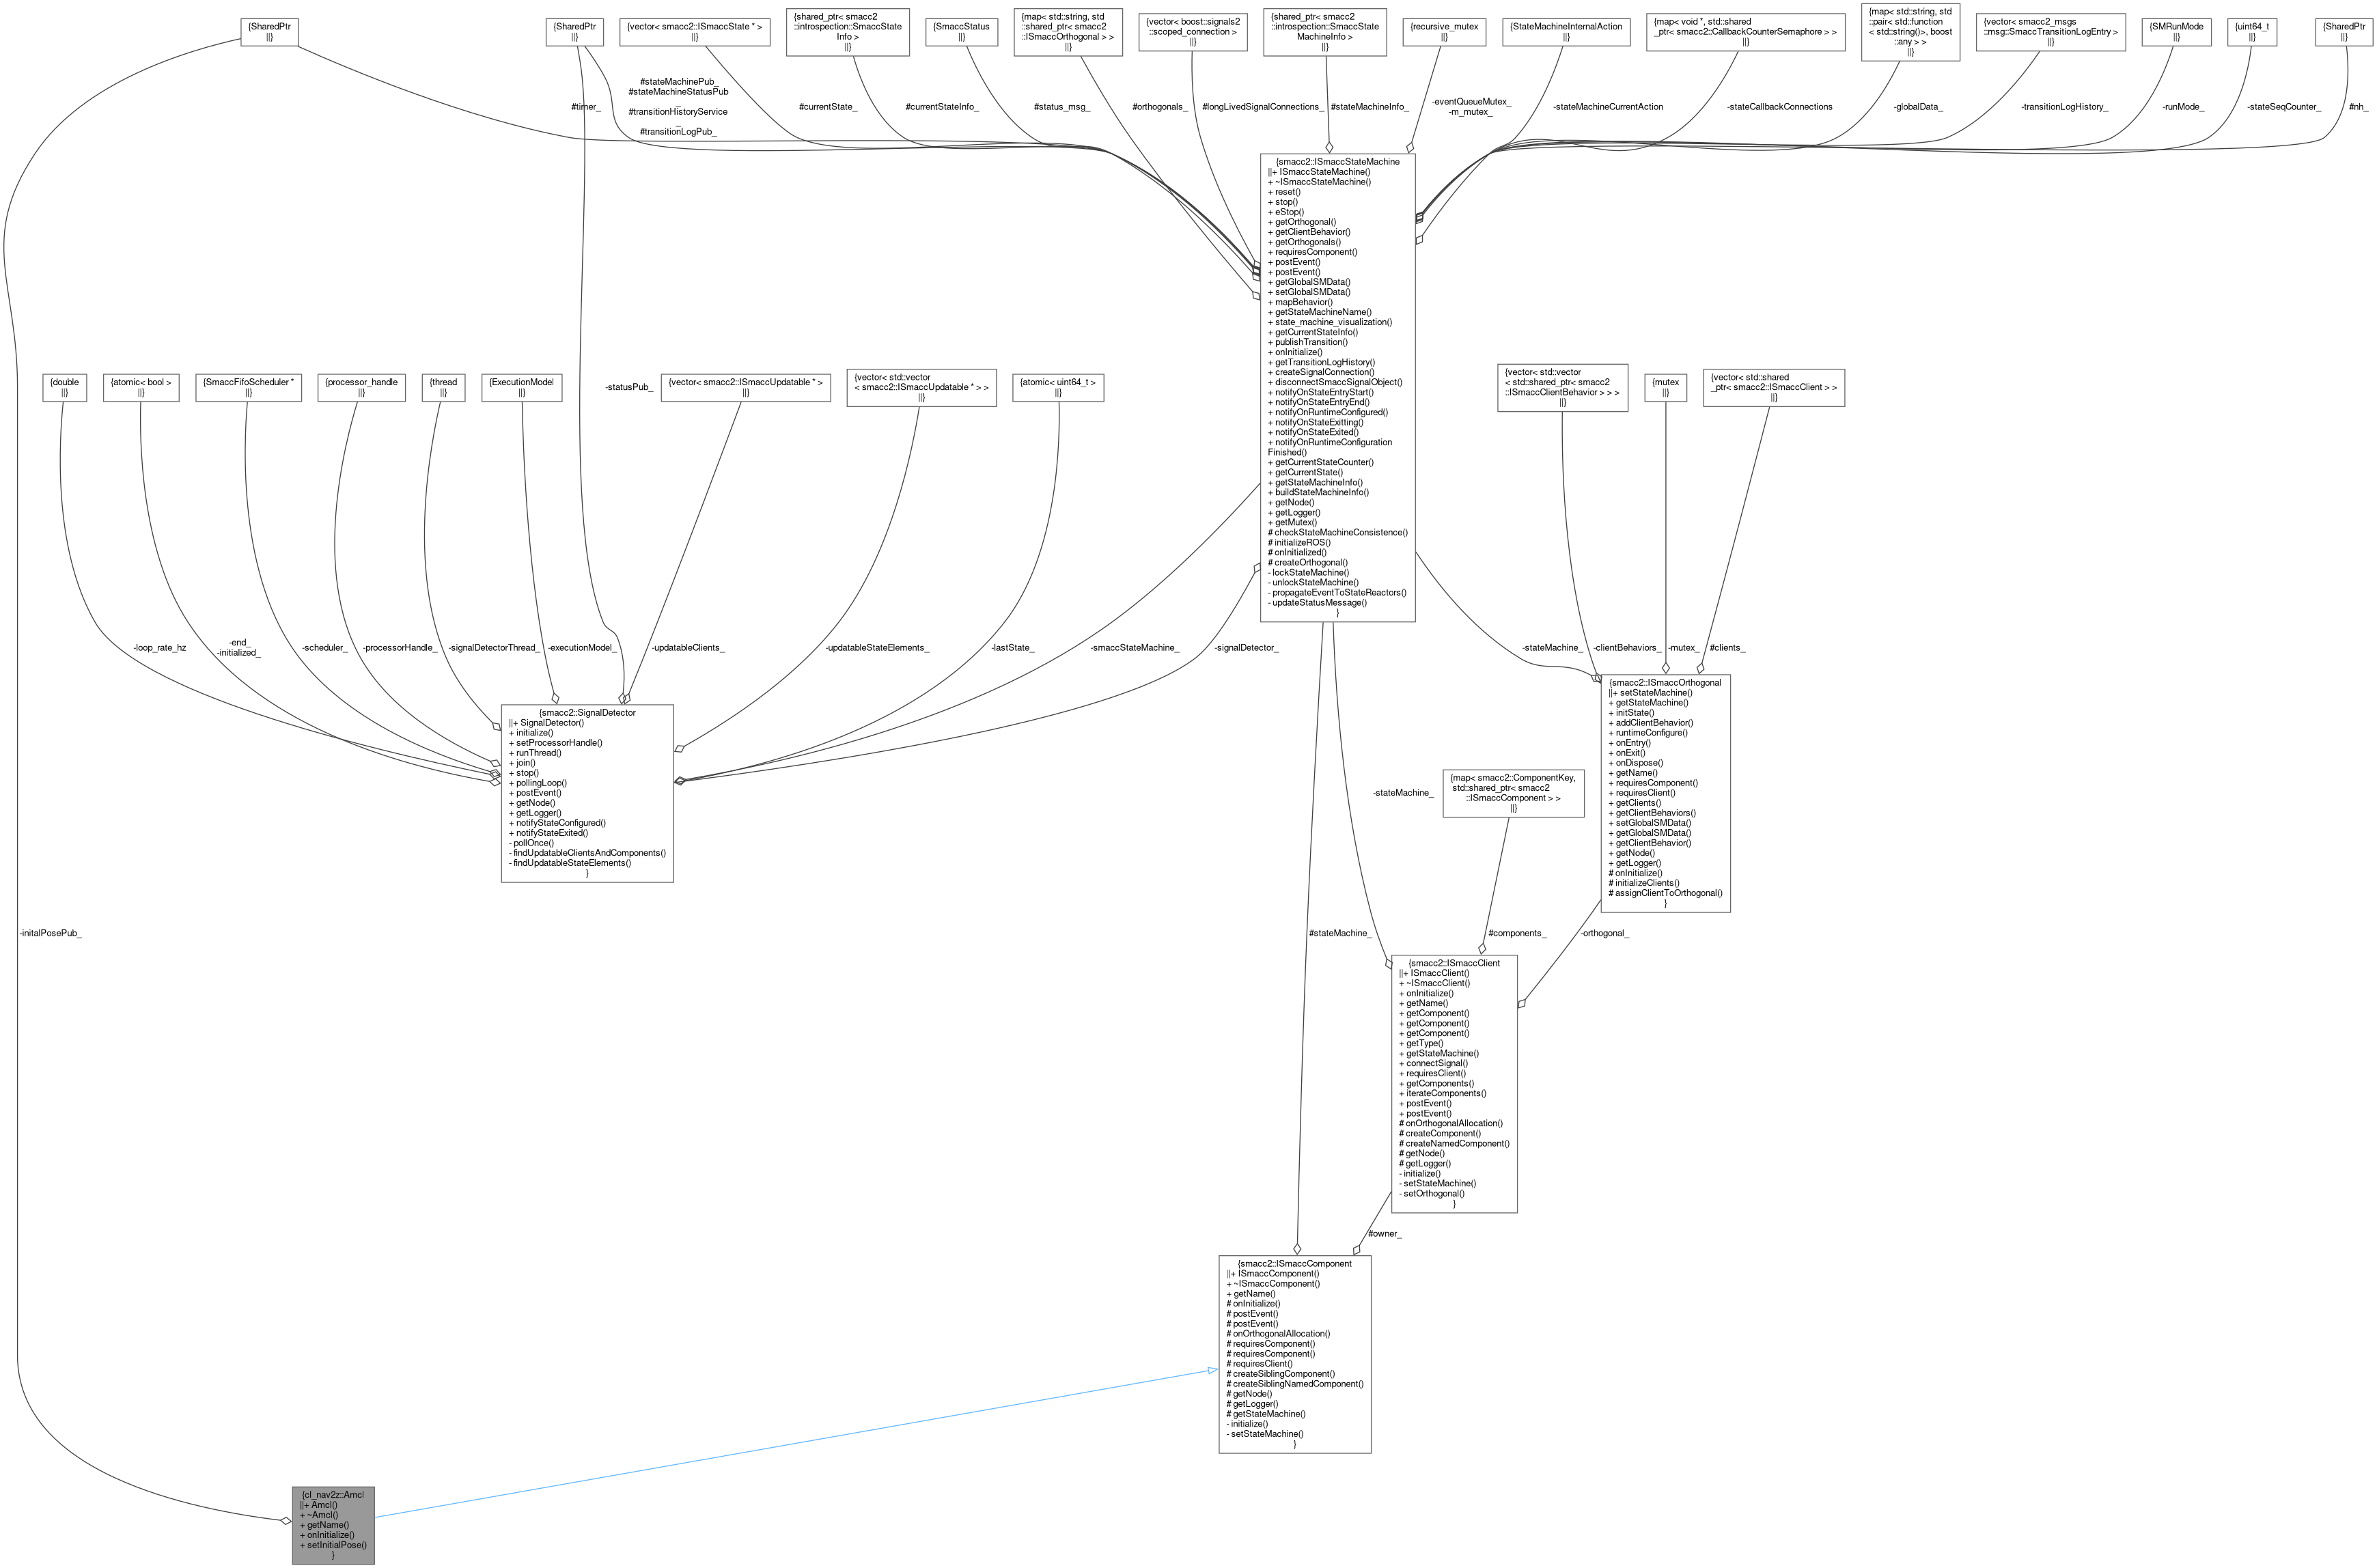 {SharedPtr
||}
{SharedPtr
||}
{vector< smacc2::ISmaccState * >
||}
{shared_ptr< smacc2
::introspection::SmaccState
Info >
||}
{SmaccStatus
||}
{map< std::string, std
::shared_ptr< smacc2
::ISmaccOrthogonal > >
||}
{vector< boost::signals2
::scoped_connection >
||}
{shared_ptr< smacc2
::introspection::SmaccState
MachineInfo >
||}
{recursive_mutex
||}
{StateMachineInternalAction
||}
{map< void *, std::shared
_ptr< smacc2::CallbackCounterSemaphore > >
||}
{map< std::string, std
::pair< std::function
< std::string()>, boost
::any > >
||}
{vector< smacc2_msgs
::msg::SmaccTransitionLogEntry >
||}
{SMRunMode
||}
{uint64_t
||}
{SharedPtr
||}
#timer_
#stateMachinePub_
#stateMachineStatusPub
_
#transitionHistoryService
_
#transitionLogPub_
#currentState_
#currentStateInfo_
#status_msg_
#orthogonals_
#longLivedSignalConnections_
#stateMachineInfo_
-eventQueueMutex_
-m_mutex_
-stateMachineCurrentAction
-stateCallbackConnections
-globalData_
-transitionLogHistory_
-runMode_
-stateSeqCounter_
#nh_
{smacc2::ISmaccStateMachine
||+ ISmaccStateMachine()
+ ~ISmaccStateMachine()
+ reset()
+ stop()
+ eStop()
+ getOrthogonal()
+ getClientBehavior()
+ getOrthogonals()
+ requiresComponent()
+ postEvent()
+ postEvent()
+ getGlobalSMData()
+ setGlobalSMData()
+ mapBehavior()
+ getStateMachineName()
+ state_machine_visualization()
+ getCurrentStateInfo()
+ publishTransition()
+ onInitialize()
+ getTransitionLogHistory()
+ createSignalConnection()
+ disconnectSmaccSignalObject()
+ notifyOnStateEntryStart()
+ notifyOnStateEntryEnd()
+ notifyOnRuntimeConfigured()
+ notifyOnStateExitting()
+ notifyOnStateExited()
+ notifyOnRuntimeConfiguration
Finished()
+ getCurrentStateCounter()
+ getCurrentState()
+ getStateMachineInfo()
+ buildStateMachineInfo()
+ getNode()
+ getLogger()
+ getMutex()
# checkStateMachineConsistence()
# initializeROS()
# onInitialized()
# createOrthogonal()
- lockStateMachine()
- unlockStateMachine()
- propagateEventToStateReactors()
- updateStatusMessage()
}
{double
||}
{atomic< bool >
||}
{SmaccFifoScheduler *
||}
{processor_handle
||}
{thread
||}
{ExecutionModel
||}
-statusPub_
{vector< smacc2::ISmaccUpdatable * >
||}
{vector< std::vector
< smacc2::ISmaccUpdatable * > >
||}
{atomic< uint64_t >
||}
{vector< std::vector
< std::shared_ptr< smacc2
::ISmaccClientBehavior > > >
||}
{mutex
||}
{vector< std::shared
_ptr< smacc2::ISmaccClient > >
||}
-loop_rate_hz
-end_
-initialized_
-scheduler_
-processorHandle_
-signalDetectorThread_
-executionModel_
-updatableClients_
-updatableStateElements_
-lastState_
-smaccStateMachine_
-signalDetector_
-stateMachine_
-clientBehaviors_
-mutex_
#clients_
{smacc2::SignalDetector
||+ SignalDetector()
+ initialize()
+ setProcessorHandle()
+ runThread()
+ join()
+ stop()
+ pollingLoop()
+ postEvent()
+ getNode()
+ getLogger()
+ notifyStateConfigured()
+ notifyStateExited()
- pollOnce()
- findUpdatableClientsAndComponents()
- findUpdatableStateElements()
}
{smacc2::ISmaccOrthogonal
||+ setStateMachine()
+ getStateMachine()
+ initState()
+ addClientBehavior()
+ runtimeConfigure()
+ onEntry()
+ onExit()
+ onDispose()
+ getName()
+ requiresComponent()
+ requiresClient()
+ getClients()
+ getClientBehaviors()
+ setGlobalSMData()
+ getGlobalSMData()
+ getClientBehavior()
+ getNode()
+ getLogger()
# onInitialize()
# initializeClients()
# assignClientToOrthogonal()
}
-stateMachine_
{map< smacc2::ComponentKey,
std::shared_ptr< smacc2
::ISmaccComponent > >
||}
-initalPosePub_
#stateMachine_
#components_
-orthogonal_
{smacc2::ISmaccClient
||+ ISmaccClient()
+ ~ISmaccClient()
+ onInitialize()
+ getName()
+ getComponent()
+ getComponent()
+ getComponent()
+ getType()
+ getStateMachine()
+ connectSignal()
+ requiresClient()
+ getComponents()
+ iterateComponents()
+ postEvent()
+ postEvent()
# onOrthogonalAllocation()
# createComponent()
# createNamedComponent()
# getNode()
# getLogger()
- initialize()
- setStateMachine()
- setOrthogonal()
}
#owner_
{smacc2::ISmaccComponent
||+ ISmaccComponent()
+ ~ISmaccComponent()
+ getName()
# onInitialize()
# postEvent()
# postEvent()
# onOrthogonalAllocation()
# requiresComponent()
# requiresComponent()
# requiresClient()
# createSiblingComponent()
# createSiblingNamedComponent()
# getNode()
# getLogger()
# getStateMachine()
- initialize()
- setStateMachine()
}
{cl_nav2z::Amcl
||+ Amcl()
+ ~Amcl()
+ getName()
+ onInitialize()
+ setInitialPose()
}